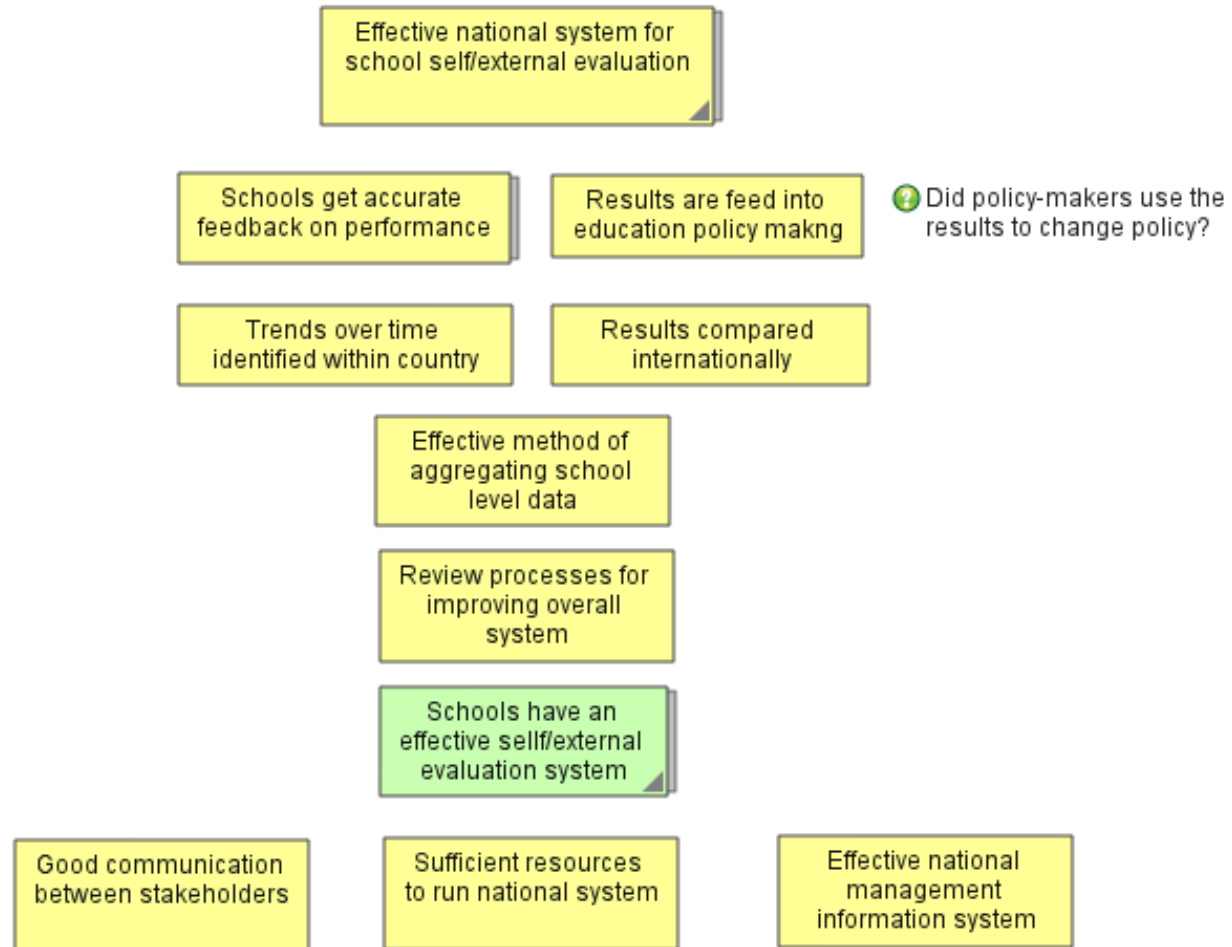 Effective national system for
school self/external evaluation
Schools get accurate
feedback on performance
Results are feed into
education policy makng
Did policy-makers use the
results to change policy?
Trends over time
identified within country
Results compared
internationally
Effective method of
aggregating school
level data
Review processes for
improving overall
system
Schools have an
effective sellf/external
evaluation system
Good communication
between stakeholders
Sufficient resources
to run national system
Effective national
management
information system